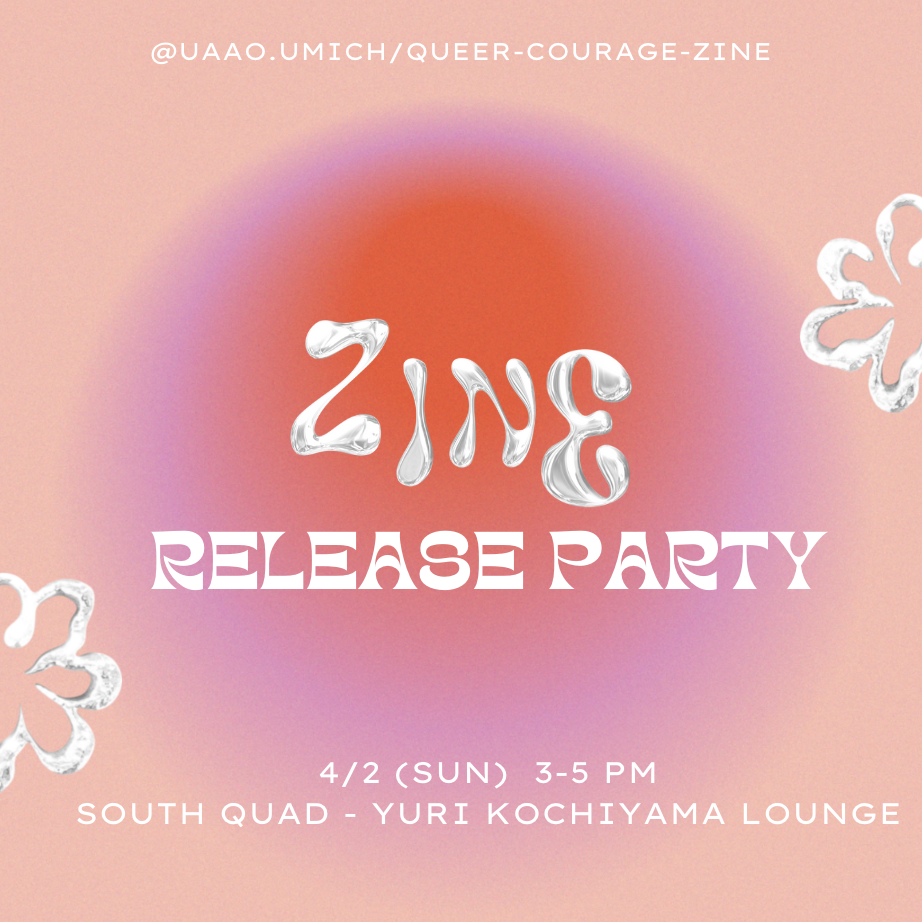 @UAAO.UMICH/QUEER-COURAGE-ZINE
ZINE
RELEASE PARTY
4/2 (SUN) 3-5 PM
SOUTH QUAD - YURI KOCHIYAMA LOUNGE